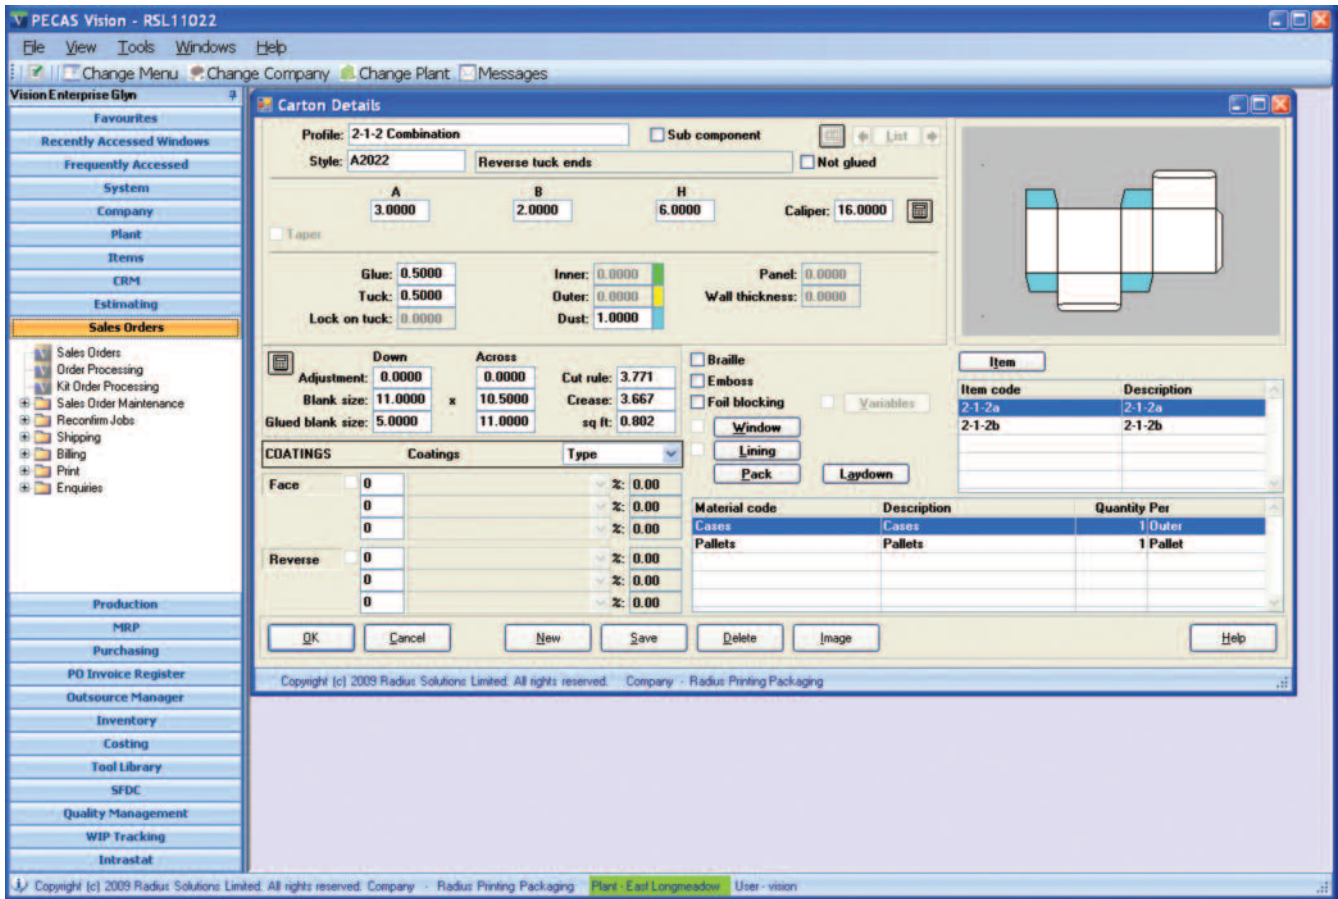 PECAS Vision - RSL11022
File View Tools Windows Help
Change Menu Change Company Change Plant Messages
Vision Enterprise Glyn
Favourites
Recently Accessed Windows
Frequently Accessed
System
Company
Plant
Items
CRM
Estimating
Sales Orders
Sales Orders
Order Processing
Kit Order Processing
Sales Order Maintenance
Reconfirm Jobs
Shipping
Billing
Print
Enquiries
Production
MRP
Purchasing
PO Invoice Register
Outsource Manager
Inventory
Costing
Tool Library
SFDC
Quality Management
WIP Tracking
Intrastat
Carton Details
Profile: 2-1-2 Combination Sub component List
Style: A2022 Reverse tuck ends Not glued
A B H
3.0000 2.0000 6.0000 Caliper: 16.0000
Taper
Glue: 0.5000 Inner: 0.0000 Panel: 0.0000
Tuck: 0.5000 Outer: 0.0000 Wall thickness: 0.0000
Lock on tuck: 0.0000 Dust: 1.0000
Down Across
Adjustment: 0.0000 0.0000 Cut rule: 3.771
Blank size: 11.0000 x 10.5000 Crease: 3.667
Glued blank size: 5.0000 11.0000 sq ft: 0.802
COATINGS Coatings Type
Face 0 %: 0.00
0 %: 0.00
0 %: 0.00
Reverse 0 %: 0.00
0 %: 0.00
0 %: 0.00
Braille
Emboss
Foil blocking Variables
Window
Lining
Pack Laydown
Item
Item code Description
2-1-2a 2-1-2a
2-1-2b 2-1-2b
Material code Description Quantity Per
Cases Cases 1 Outer
Pallets Pallets 1 Pallet
OK Cancel New Save Delete Image Help
Copyright (c) 2009 Radius Solutions Limited. All rights reserved. Company - Radius Printing Packaging
Copyright (c) 2009 Radius Solutions Limited. All rights reserved. Company - Radius Printing Packaging Plant - East Longmeadow User - vision